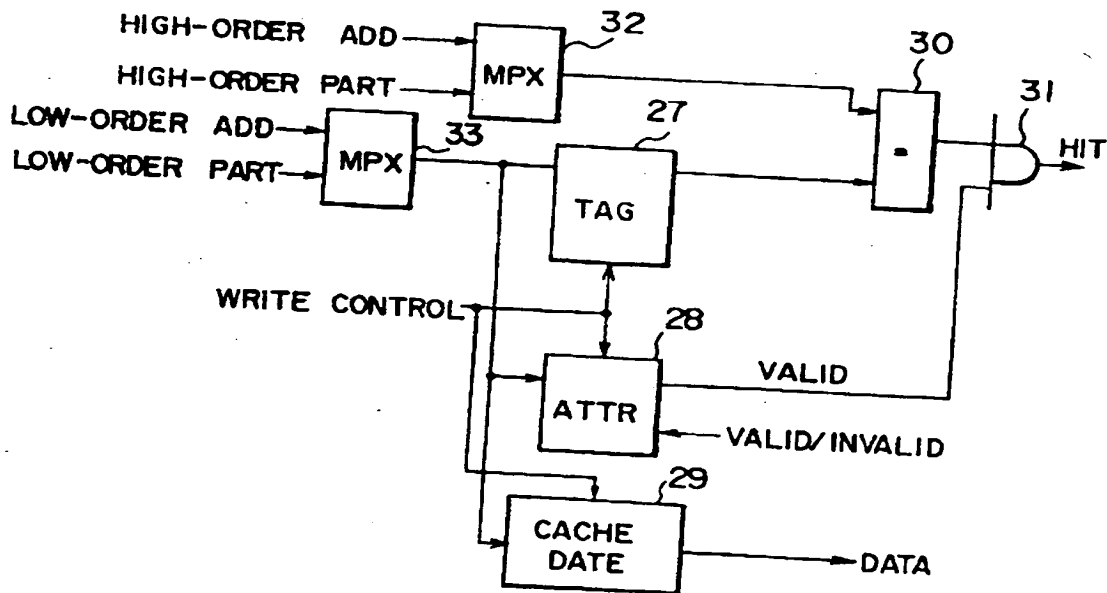 HIGH-ORDER ADD
32
MPX
HIGH-ORDER PART
30
31
LOW-ORDER ADD
33
27
HIT
LOW-ORDER PART
MPX
=
TAG
WRITE CONTROL
28
VALID
ATTR
VALID/INVALID
29
CACHE
DATE
DATA